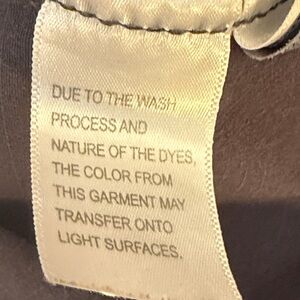 DUE TO THE WASH
PROCESS AND
NATURE OF THE DYES,
THE COLOR FROM
THIS GARMENT MAY
TRANSFER ONTO
LIGHT SURFACES.